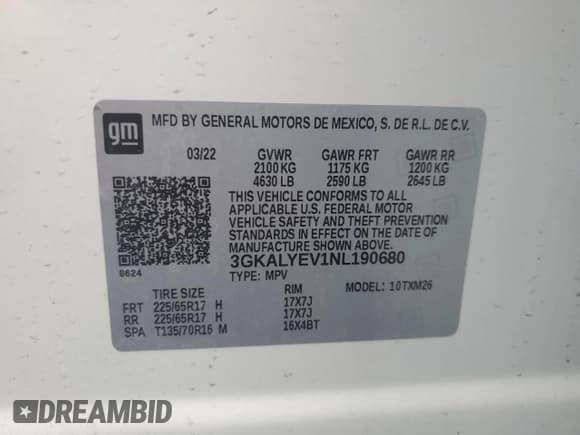 gm
MFD BY GENERAL MOTORS DE MEXICO, S. DE R.L. DE C.V.
03/22 GVWR GAWR FRT GAWR RR
2100 KG 1175 KG 1200 KG
4630 LB 2590 LB 2645 LB
THIS VEHICLE CONFORMS TO ALL
APPLICABLE U.S. FEDERAL MOTOR
VEHICLE SAFETY AND THEFT PREVENTION
STANDARDS IN EFFECT ON THE DATE
OF MANUFACTURE SHOWN ABOVE.
8624 3GKALYEV1NL190680
TYPE: MPV MODEL: 10TXM26
TIRE SIZE RIM
FRT 225/65R17 H 17X7J
RR 225/65R17 H 17X7J
SPA T135/70R16 M 16X4BT
DREAMBID